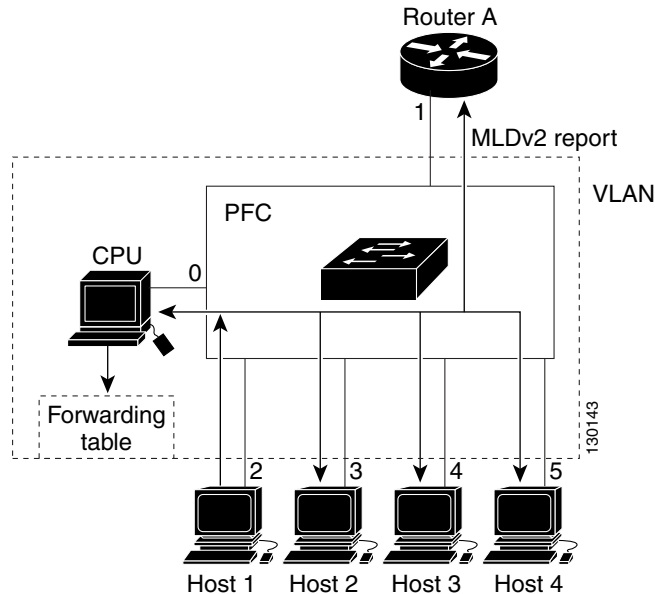 Router A
1
MLDv2 report
VLAN
PFC
CPU
0
Forwarding
table
130143
2
3
4
5
Host 1
Host 2
Host 3
Host 4